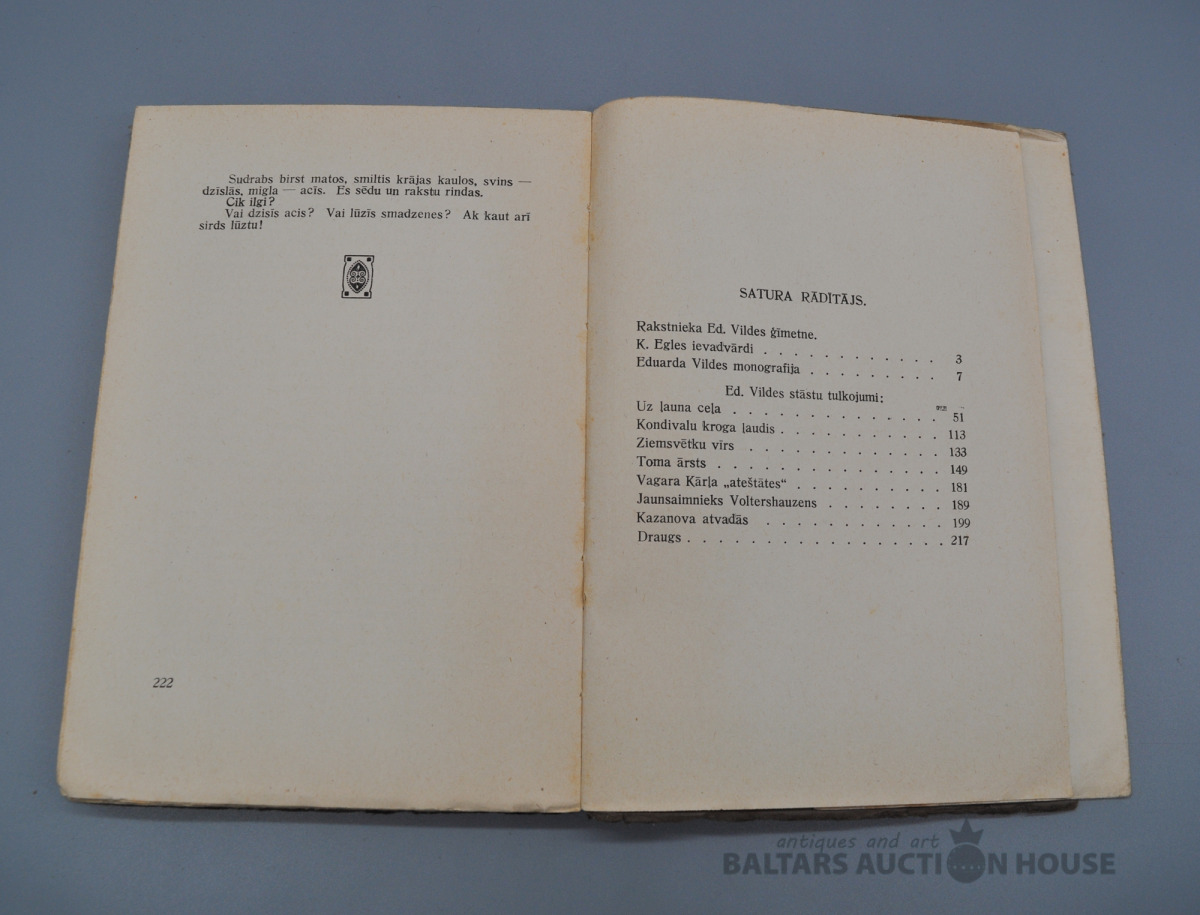 Sudrabs birst matos, smiltis krājas kaulos, svins —
dzīslās, migla — acīs. Es sēdu un rakstu rindas.
Cik ilgi?
Vai dzisīs acis? Vai lūzīs smadzenes? Ak kaut arī
sirds lūztu!
222
SATURA RĀDĪTĀJS.
Rakstnieka Ed. Vildes ģīmetne.
K. Egles ievadvārdi . . . . . . . . . . . . 3
Eduarda Vildes monografija . . . . . . . . . 7
Ed. Vildes stāstu tulkojumi:
Uz ļauna ceļa . . . . . . . . . . . . . . 51
Kondivalu kroga ļaudis . . . . . . . . . . . 113
Ziemsvētku vīrs . . . . . . . . . . . . . 133
Toma ārsts . . . . . . . . . . . . . . . 149
Vagara Kārļa „ateštātes“ . . . . . . . . . . 181
Jaunsaimnieks Voltershauzens . . . . . . . . 189
Kazanova atvadās . . . . . . . . . . . . 199
Draugs . . . . . . . . . . . . . . . . . 217
antiques and art
BALTARS AUCTION HOUSE